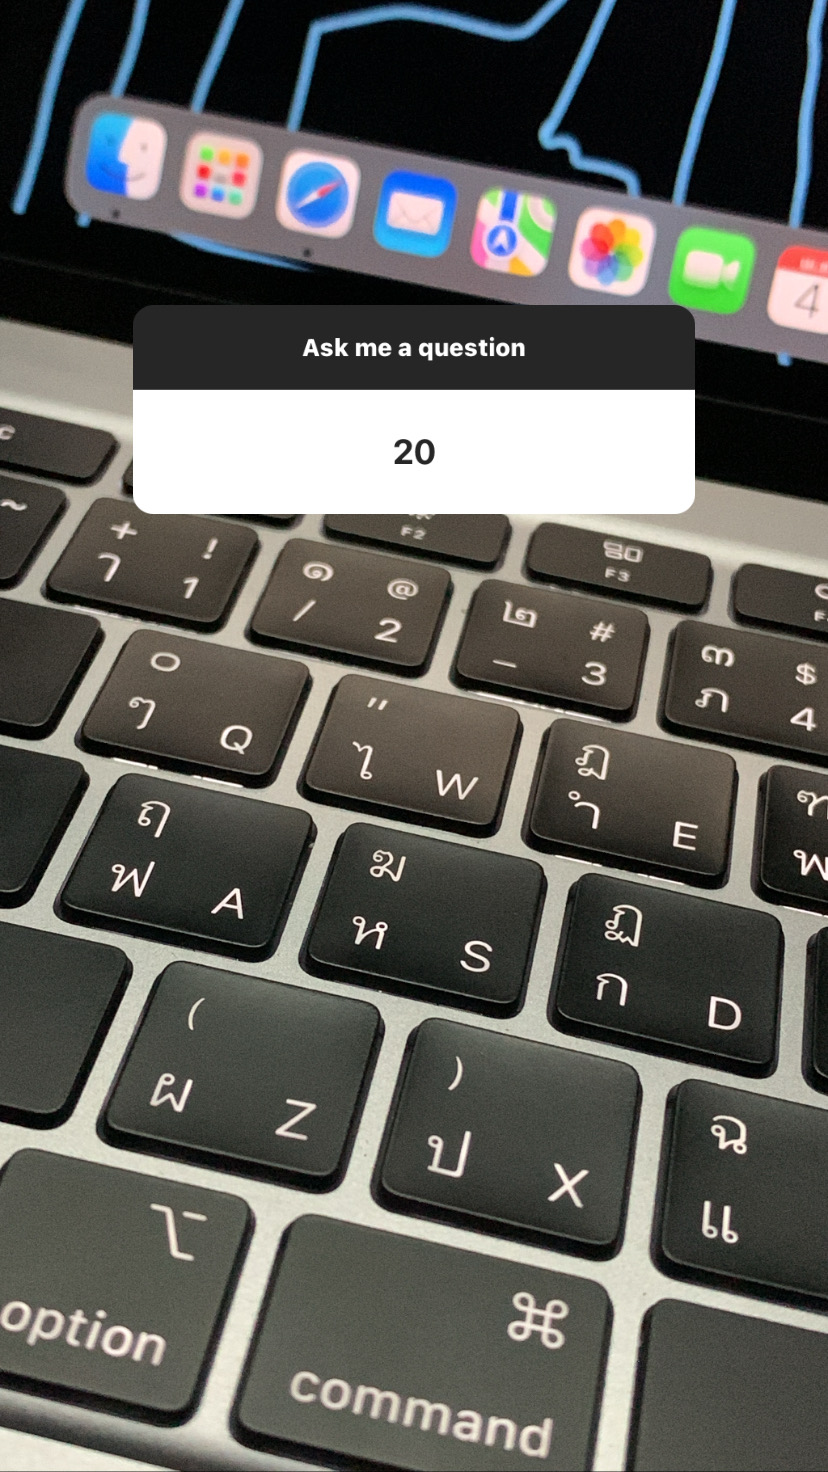 4
Ask me a question
20
F2
F3
~
+ !
ๅ 1
๑ @
/ 2
๒ #
_ 3
๓ $
ภ 4
๐
ๆ Q
"
ไ W
ฎ
ำ E
พ
ฤ
ฟ A
ฆ
ห S
ฏ
ก D
(
ผ Z
)
ป X
ฉ
แ
⌥
option
⌘
command